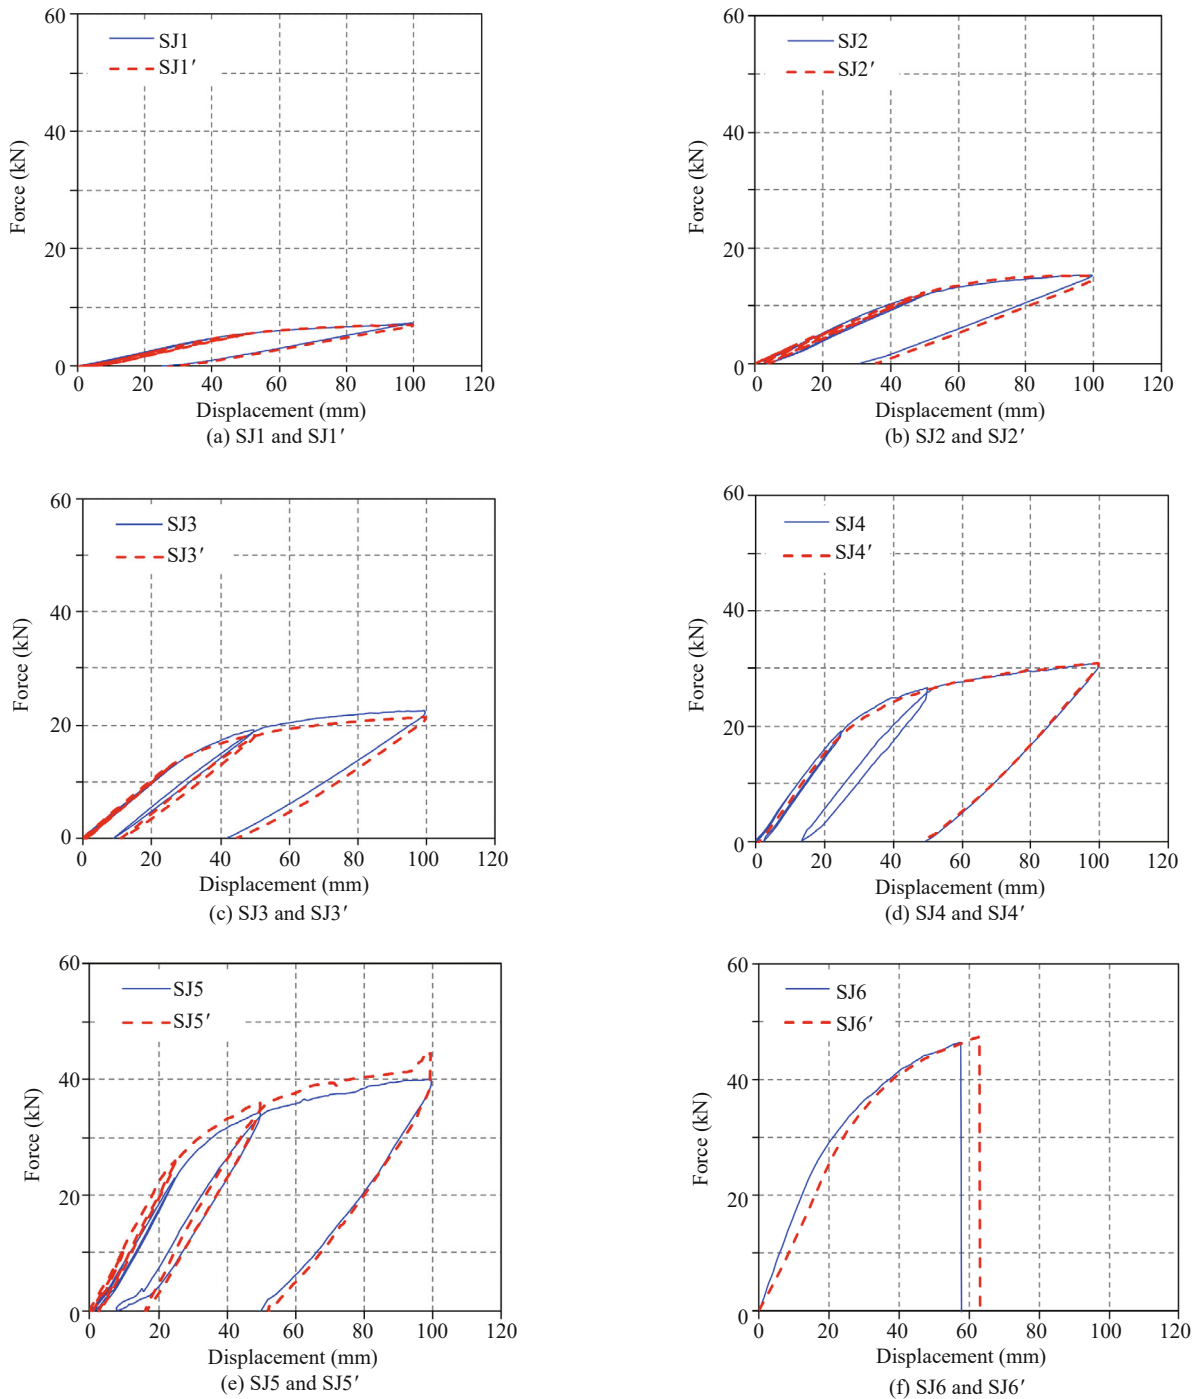 60
40
20
0
Force (kN)
SJ1
SJ1′
0 20 40 60 80 100 120
Displacement (mm)
(a) SJ1 and SJ1′
60
40
20
0
Force (kN)
SJ2
SJ2′
0 20 40 60 80 100 120
Displacement (mm)
(b) SJ2 and SJ2′
60
40
20
0
Force (kN)
SJ3
SJ3′
0 20 40 60 80 100 120
Displacement (mm)
(c) SJ3 and SJ3′
60
40
20
0
Force (kN)
SJ4
SJ4′
0 20 40 60 80 100 120
Displacement (mm)
(d) SJ4 and SJ4′
60
40
20
0
Force (kN)
SJ5
SJ5′
0 20 40 60 80 100 120
Displacement (mm)
(e) SJ5 and SJ5′
60
40
20
0
Force (kN)
SJ6
SJ6′
0 20 40 60 80 100 120
Displacement (mm)
(f) SJ6 and SJ6′